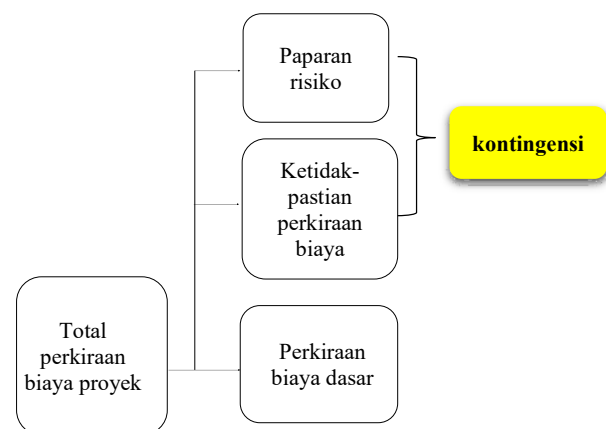 Paparan
risiko
kontingensi
Ketidak-
pastian
perkiraan
biaya
Total
perkiraan
biaya proyek
Perkiraan
biaya dasar